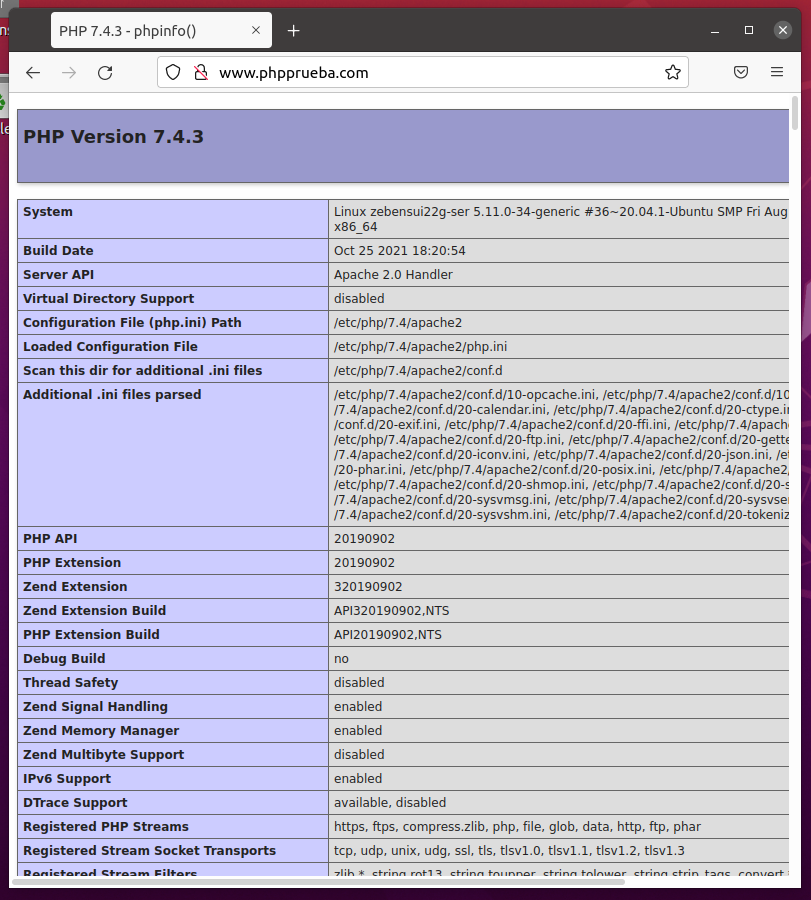 PHP 7.4.3 - phpinfo()
www.phpprueba.com
PHP Version 7.4.3
System
Linux zebensui22g-ser 5.11.0-34-generic #36~20.04.1-Ubuntu SMP Fri Aug
x86_64
Build Date
Oct 25 2021 18:20:54
Server API
Apache 2.0 Handler
Virtual Directory Support
disabled
Configuration File (php.ini) Path
/etc/php/7.4/apache2
Loaded Configuration File
/etc/php/7.4/apache2/php.ini
Scan this dir for additional .ini files
/etc/php/7.4/apache2/conf.d
Additional .ini files parsed
/etc/php/7.4/apache2/conf.d/10-opcache.ini, /etc/php/7.4/apache2/conf.d/10
/7.4/apache2/conf.d/20-calendar.ini, /etc/php/7.4/apache2/conf.d/20-ctype.in
/conf.d/20-exif.ini, /etc/php/7.4/apache2/conf.d/20-ffi.ini, /etc/php/7.4/apach
/etc/php/7.4/apache2/conf.d/20-ftp.ini, /etc/php/7.4/apache2/conf.d/20-gette
/7.4/apache2/conf.d/20-iconv.ini, /etc/php/7.4/apache2/conf.d/20-json.ini, /et
/20-phar.ini, /etc/php/7.4/apache2/conf.d/20-posix.ini, /etc/php/7.4/apache2/
/etc/php/7.4/apache2/conf.d/20-shmop.ini, /etc/php/7.4/apache2/conf.d/20-s
/7.4/apache2/conf.d/20-sysvmsg.ini, /etc/php/7.4/apache2/conf.d/20-sysvse
/7.4/apache2/conf.d/20-sysvshm.ini, /etc/php/7.4/apache2/conf.d/20-tokeniz
PHP API
20190902
PHP Extension
20190902
Zend Extension
320190902
Zend Extension Build
API320190902,NTS
PHP Extension Build
API20190902,NTS
Debug Build
no
Thread Safety
disabled
Zend Signal Handling
enabled
Zend Memory Manager
enabled
Zend Multibyte Support
disabled
IPv6 Support
enabled
DTrace Support
available, disabled
Registered PHP Streams
https, ftps, compress.zlib, php, file, glob, data, http, ftp, phar
Registered Stream Socket Transports
tcp, udp, unix, udg, ssl, tls, tlsv1.0, tlsv1.1, tlsv1.2, tlsv1.3
Registered Stream Filters
zlib.*, string.rot13, string.toupper, string.tolower, string.strip_tags, convert.*